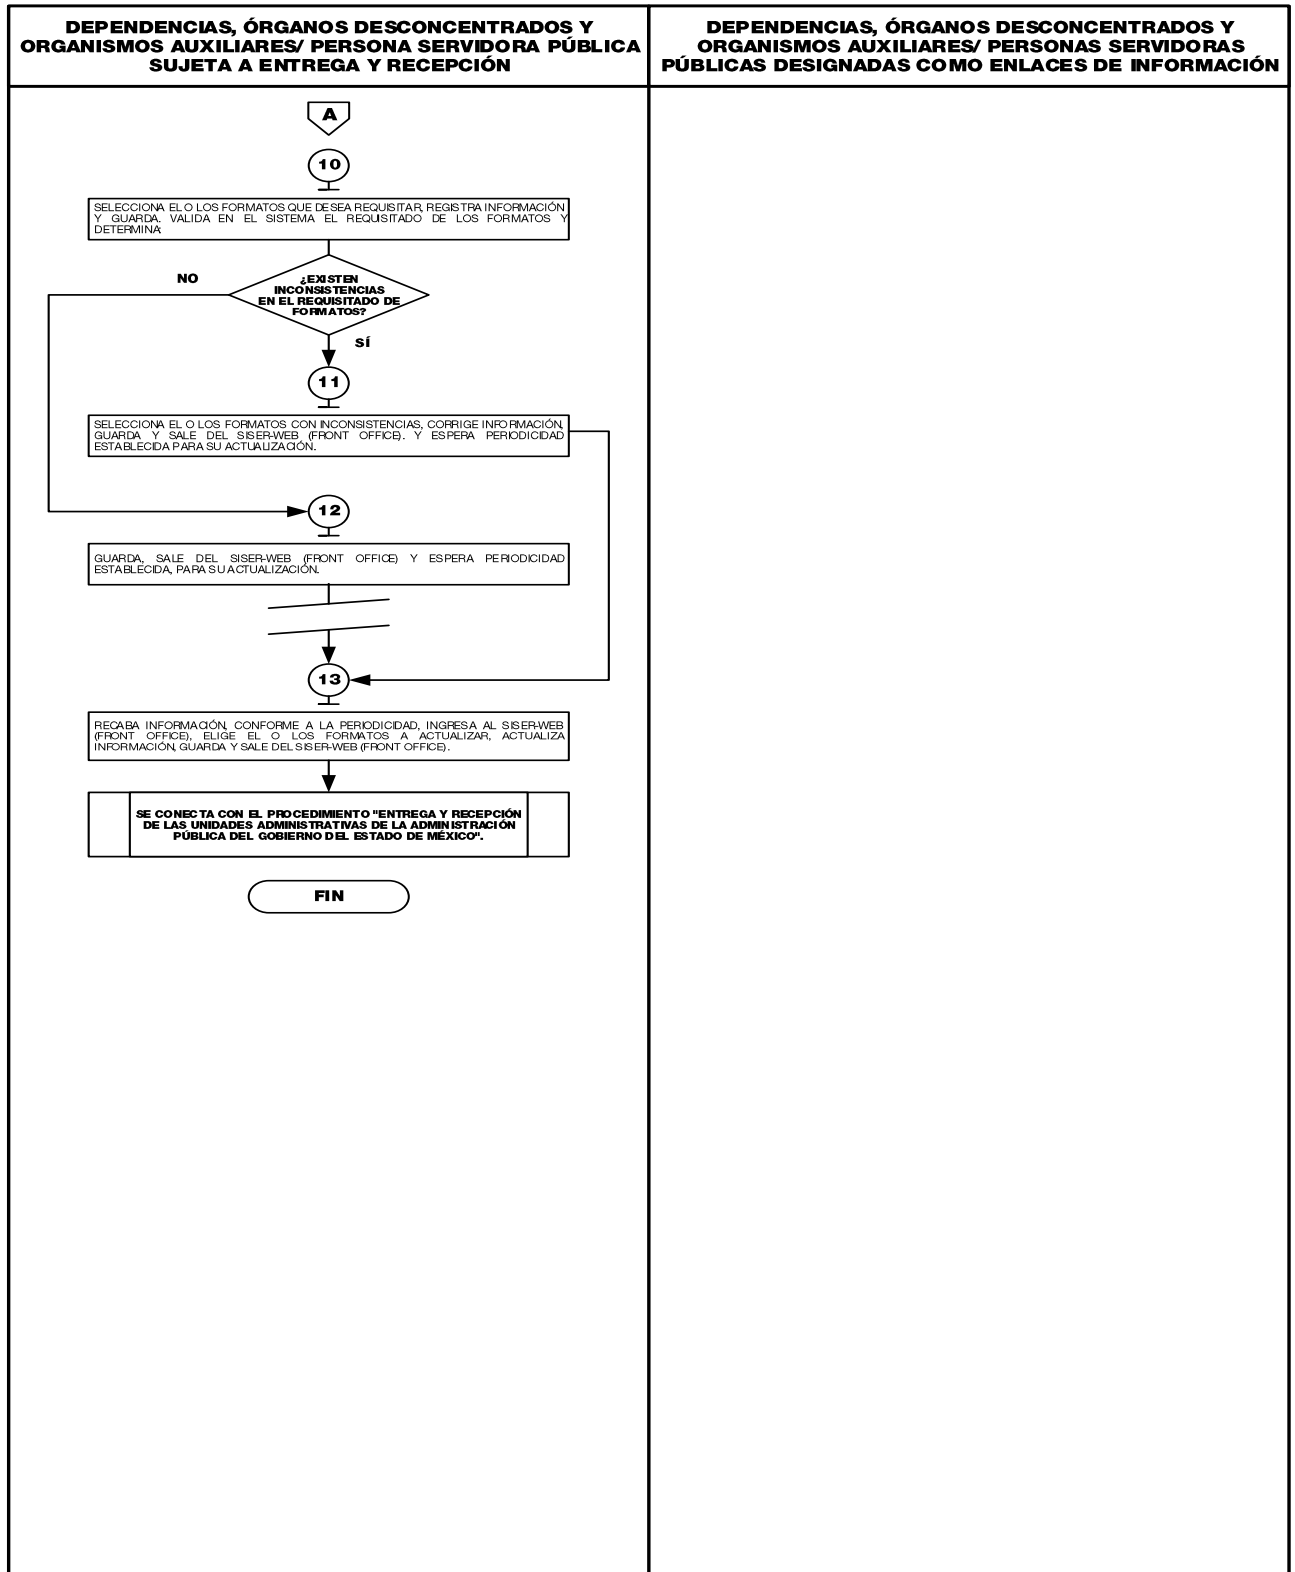 DEPENDENCIAS, ÓRGANOS DESCONCENTRADOS Y
ORGANISMOS AUXILIARES/ PERSONA SERVIDORA PÚBLICA
SUJETA A ENTREGA Y RECEPCIÓN
DEPENDENCIAS, ÓRGANOS DESCONCENTRADOS Y
ORGANISMOS AUXILIARES/ PERSONAS SERVIDORAS
PÚBLICAS DESIGNADAS COMO ENLACES DE INFORMACIÓN
A
10
SELECCIONA EL O LOS FORMATOS QUE DESEA REQUISITAR, REGISTRA INFORMACIÓN
Y GUARDA. VALIDA EN EL SISTEMA EL REQUISITADO DE LOS FORMATOS Y
DETERMINA:
NO
¿EXISTEN
INCONSISTENCIAS
EN EL REQUISITADO DE
FORMATOS?
SÍ
11
SELECCIONA EL O LOS FORMATOS CON INCONSISTENCIAS, CORRIGE INFORMACIÓN,
GUARDA Y SALE DEL SISER-WEB (FRONT OFFICE). Y ESPERA PERIODICIDAD
ESTABLECIDA PARA SU ACTUALIZACIÓN.
12
GUARDA, SALE DEL SISER-WEB (FRONT OFFICE) Y ESPERA PERIODICIDAD
ESTABLECIDA, PARA SU ACTUALIZACIÓN.
13
RECABA INFORMACIÓN, CONFORME A LA PERIODICIDAD, INGRESA AL SISER-WEB
(FRONT OFFICE), ELIGE EL O LOS FORMATOS A ACTUALIZAR, ACTUALIZA
INFORMACIÓN, GUARDA Y SALE DEL SISER-WEB (FRONT OFFICE).
SE CONECTA CON EL PROCEDIMIENTO "ENTREGA Y RECEPCIÓN
DE LAS UNIDADES ADMINISTRATIVAS DE LA ADMINISTRACIÓN
PÚBLICA DEL GOBIERNO DEL ESTADO DE MÉXICO".
FIN